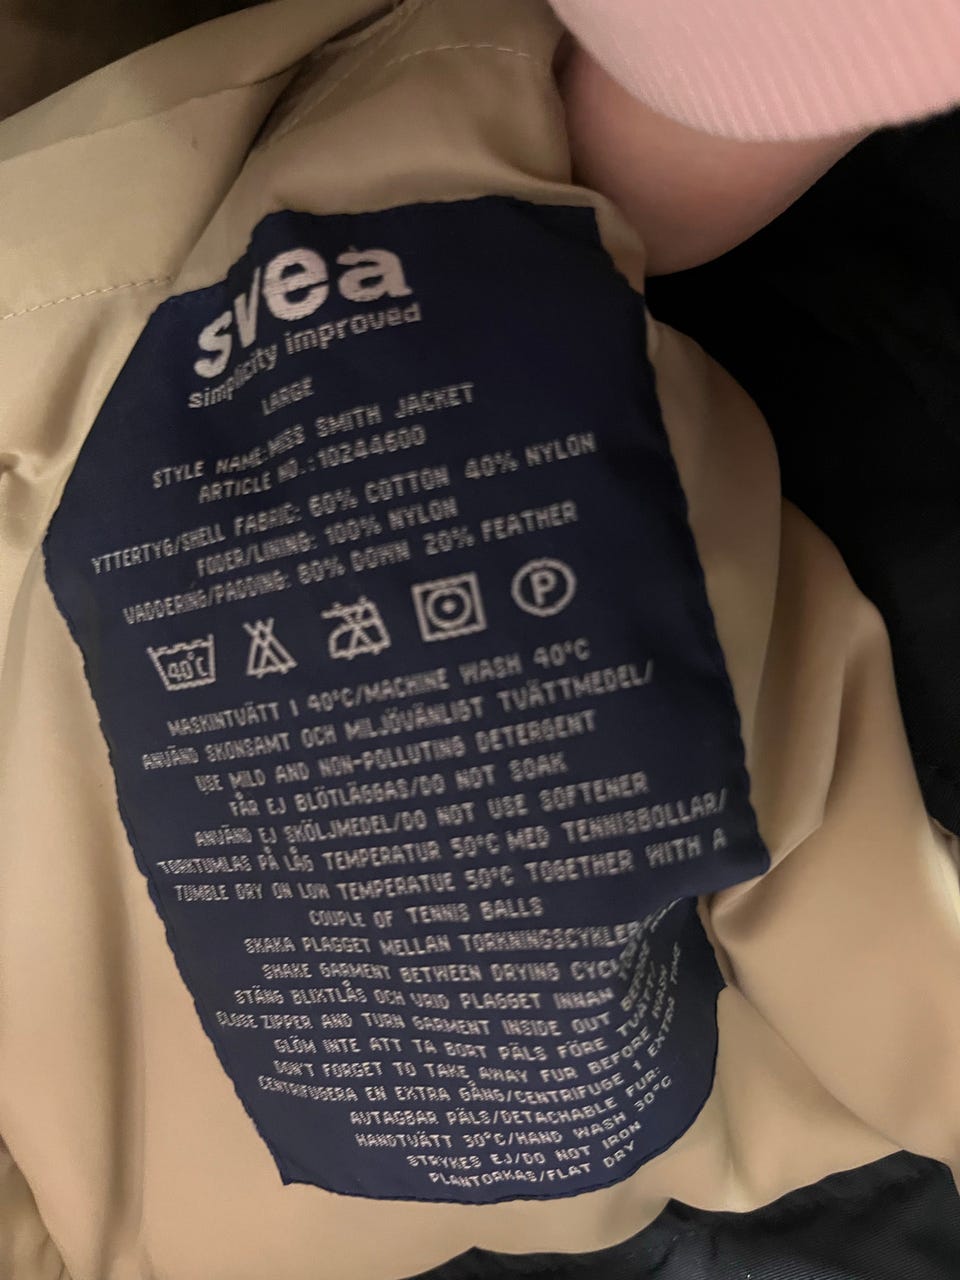 svea
simplicity improved
LARGE
STYLE NAME: MISS SMITH JACKET
ARTICLE NO.: 10244600
YTTERTYG/SHELL FABRIC: 60% COTTON 40% NYLON
FODER/LINING: 100% NYLON
VADDERING/PADDING: 80% DOWN 20% FEATHER
40°C P
MASKINTVÄTT I 40°C/MACHINE WASH 40°C
ANVÄND SKONSAMT OCH MILJÖVÄNLIGT TVÄTTMEDEL/
USE MILD AND NON-POLLUTING DETERGENT
FÅR EJ BLÖTLÄGGAS/DO NOT SOAK
ANVÄND EJ SKÖLJMEDEL/DO NOT USE SOFTENER
TORKTUMLAS PÅ LÅG TEMPERATUR 50°C MED TENNISBOLLAR/
TUMBLE DRY ON LOW TEMPERATUE 50°C TOGETHER WITH A
COUPLE OF TENNIS BALLS
SKAKA PLAGGET MELLAN TORKNINGSCYKLER
SHAKE GARMENT BETWEEN DRYING
STÄNG BLIXTLÅS OCH VRID PLAGGET INNAN
CLOSE ZIPPER AND TURN GARMENT INSIDE OUT BEFORE
GLÖM INTE ATT TA BORT PÄLS FÖRE TVÄTT/
DON'T FORGET TO TAKE AWAY FUR BEFORE WASH
CENTRIFUGERA EN EXTRA GÅNG/CENTRIFUGE 1 EXTRA TIME
AVTAGBAR PÄLS/DETACHABLE FUR:
HANDTVÄTT 30°C/HAND WASH 30°C
STRYKES EJ/DO NOT IRON
PLANTORKAS/FLAT DRY